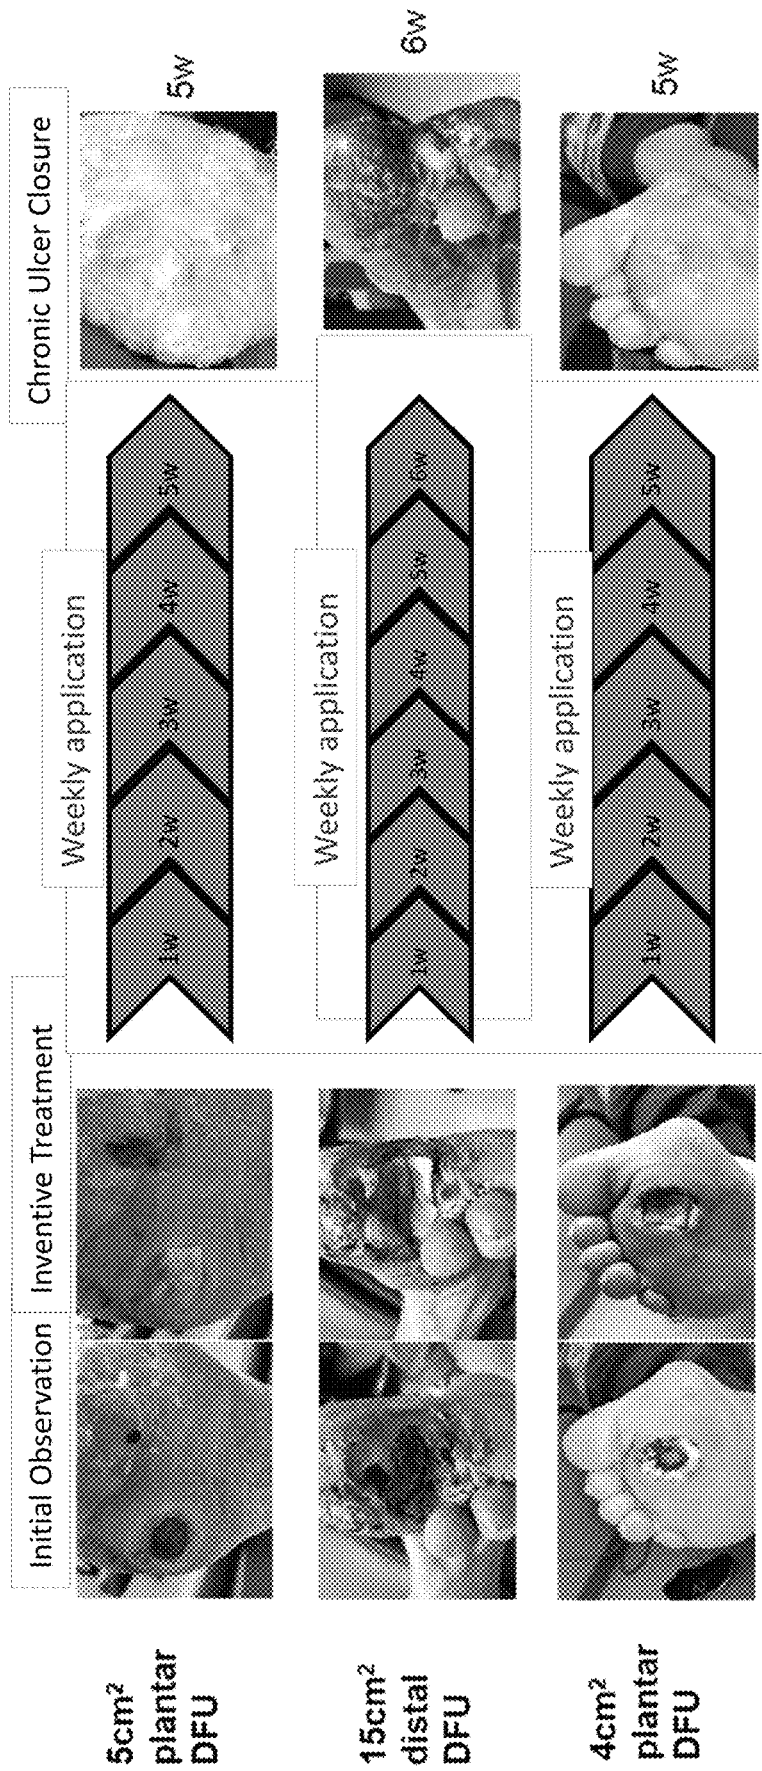 Initial Observation
Inventive Treatment
Chronic Ulcer Closure
5cm²
plantar
DFU
Weekly application
1w
2w
3w
4w
5w
5w
15cm²
distal
DFU
Weekly application
1w
2w
3w
4w
5w
6w
6w
4cm²
plantar
DFU
Weekly application
1w
2w
3w
4w
5w
5w